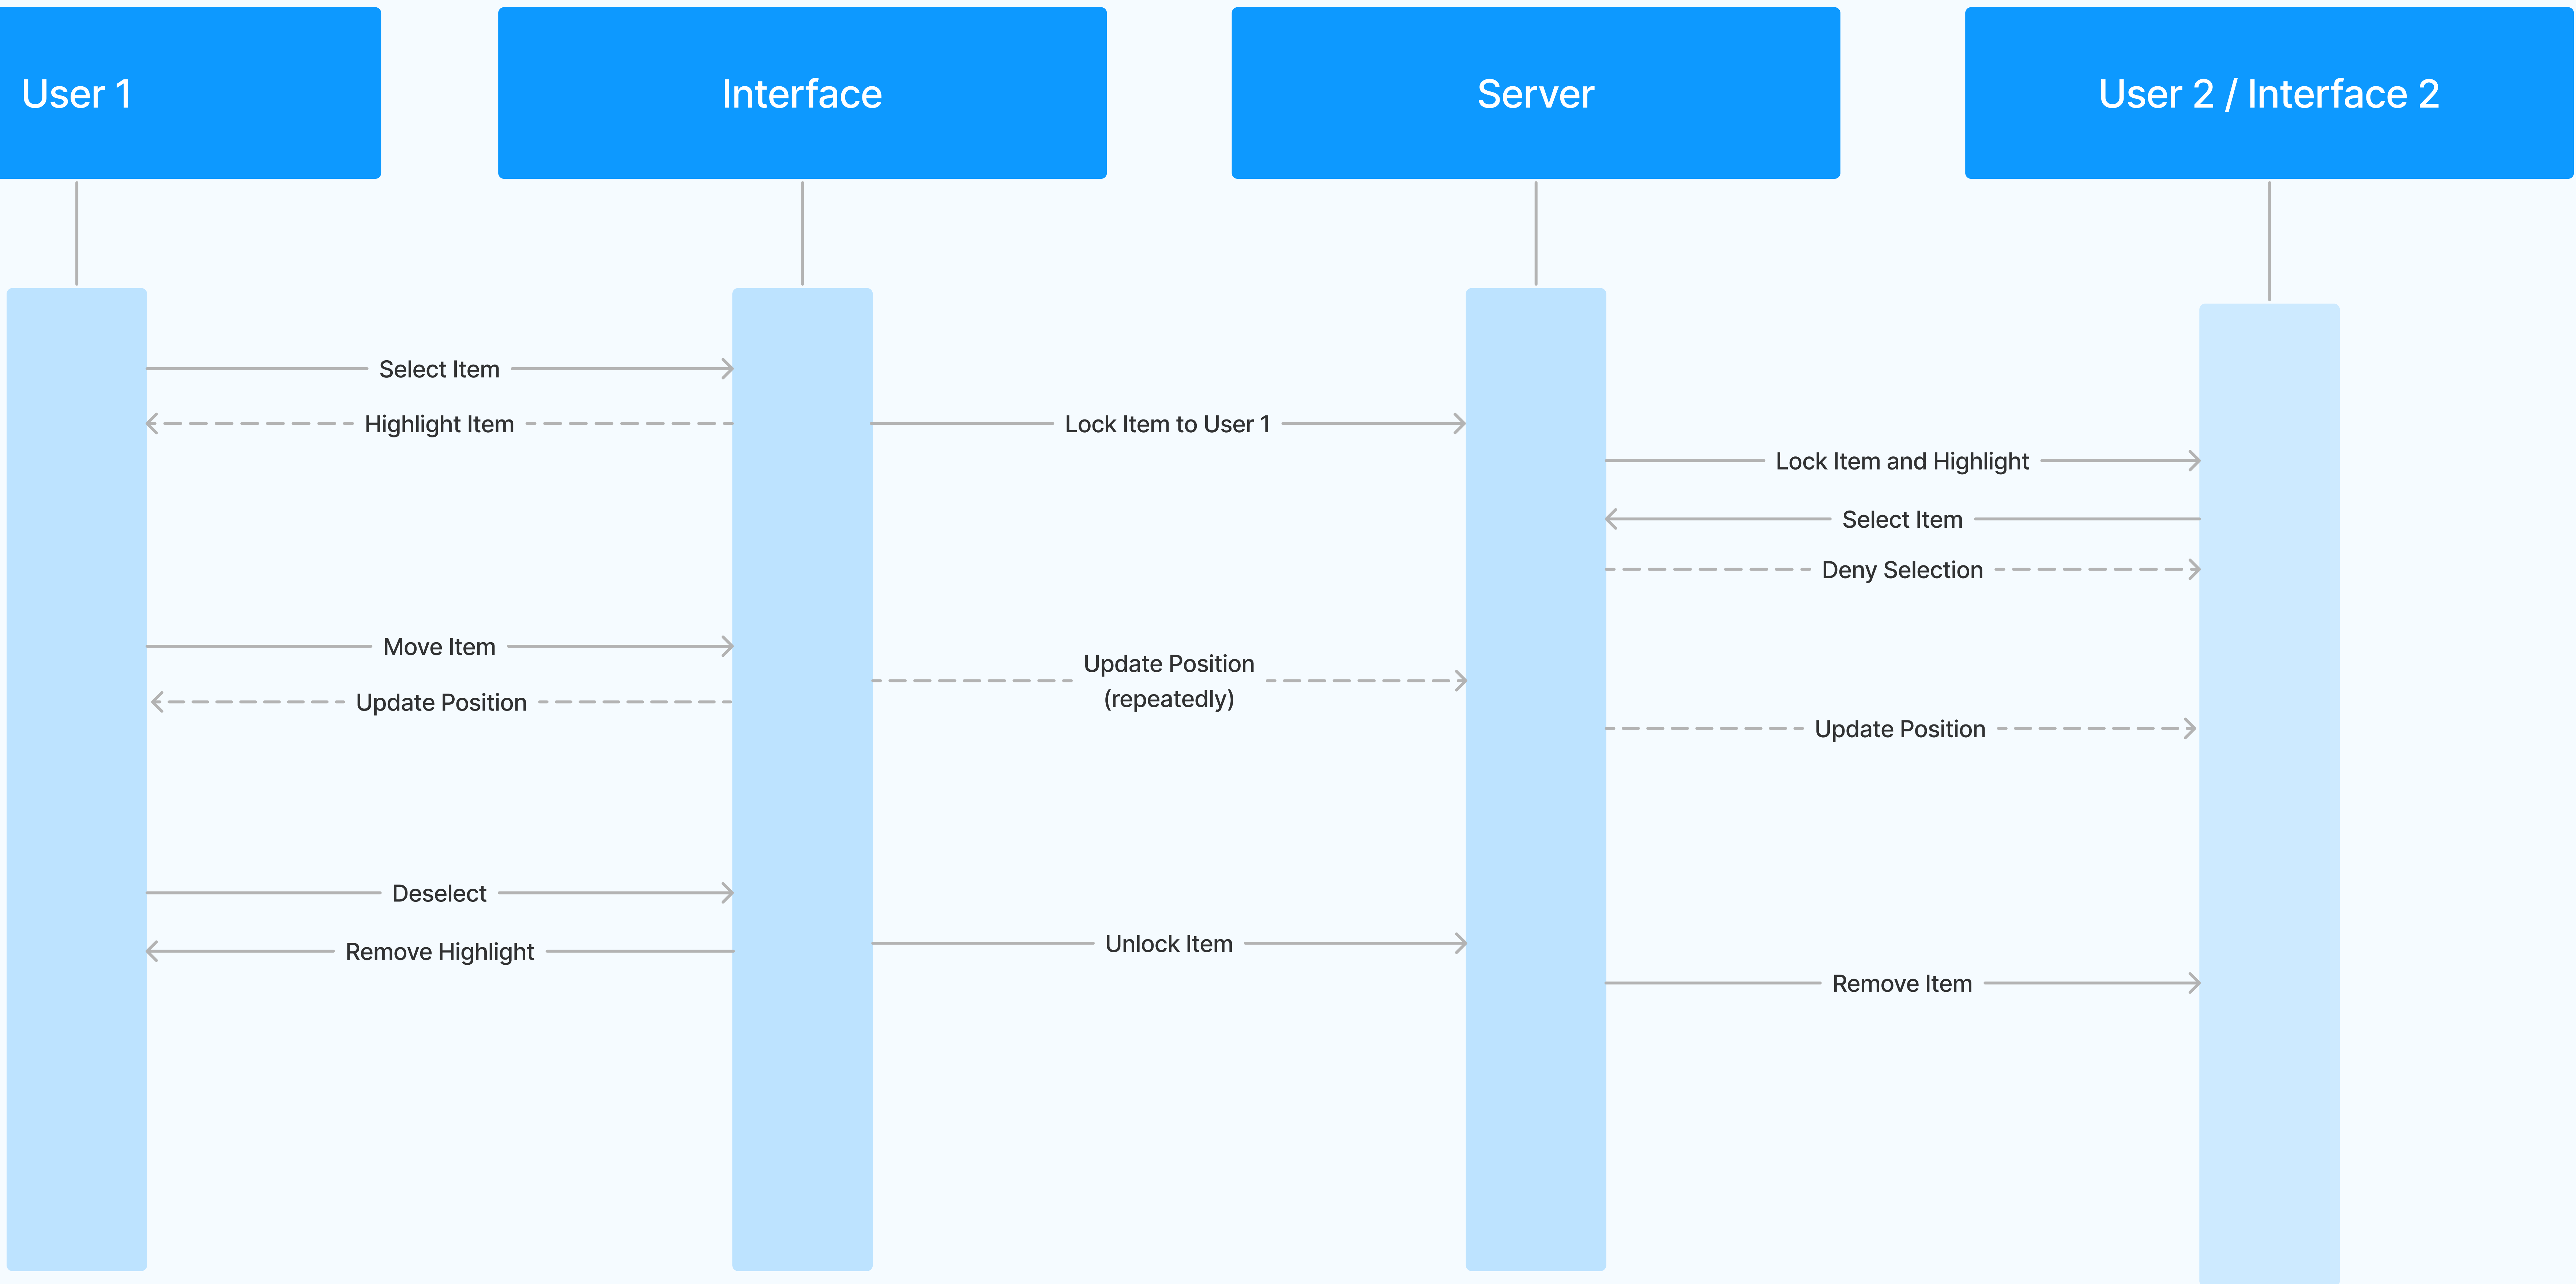 User 1
Interface
Server
User 2 / Interface 2
Select Item
Highlight Item
Lock Item to User 1
Lock Item and Highlight
Select Item
Deny Selection
Move Item
Update Position
(repeatedly)
Update Position
Update Position
Deselect
Unlock Item
Remove Highlight
Remove Item